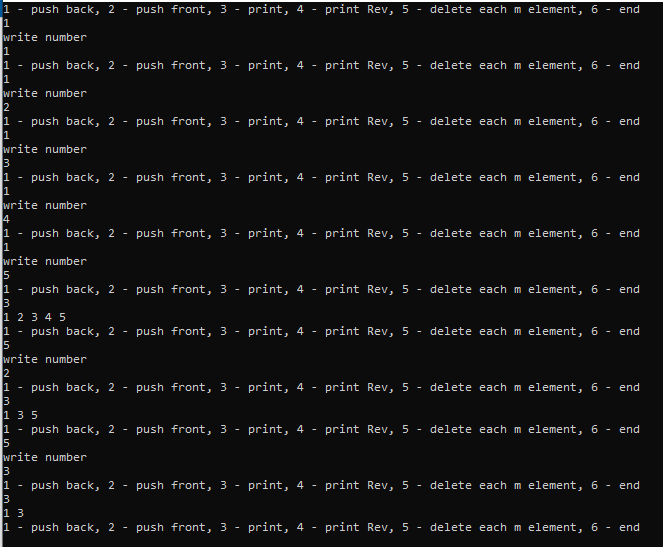 1 - push back, 2 - push front, 3 - print, 4 - print Rev, 5 - delete each m element, 6 - end
1
write number
1
1 - push back, 2 - push front, 3 - print, 4 - print Rev, 5 - delete each m element, 6 - end
1
write number
2
1 - push back, 2 - push front, 3 - print, 4 - print Rev, 5 - delete each m element, 6 - end
1
write number
3
1 - push back, 2 - push front, 3 - print, 4 - print Rev, 5 - delete each m element, 6 - end
1
write number
4
1 - push back, 2 - push front, 3 - print, 4 - print Rev, 5 - delete each m element, 6 - end
1
write number
5
1 - push back, 2 - push front, 3 - print, 4 - print Rev, 5 - delete each m element, 6 - end
3
1 2 3 4 5
1 - push back, 2 - push front, 3 - print, 4 - print Rev, 5 - delete each m element, 6 - end
5
write number
2
1 - push back, 2 - push front, 3 - print, 4 - print Rev, 5 - delete each m element, 6 - end
3
1 3 5
1 - push back, 2 - push front, 3 - print, 4 - print Rev, 5 - delete each m element, 6 - end
5
write number
3
1 - push back, 2 - push front, 3 - print, 4 - print Rev, 5 - delete each m element, 6 - end
3
1 3
1 - push back, 2 - push front, 3 - print, 4 - print Rev, 5 - delete each m element, 6 - end